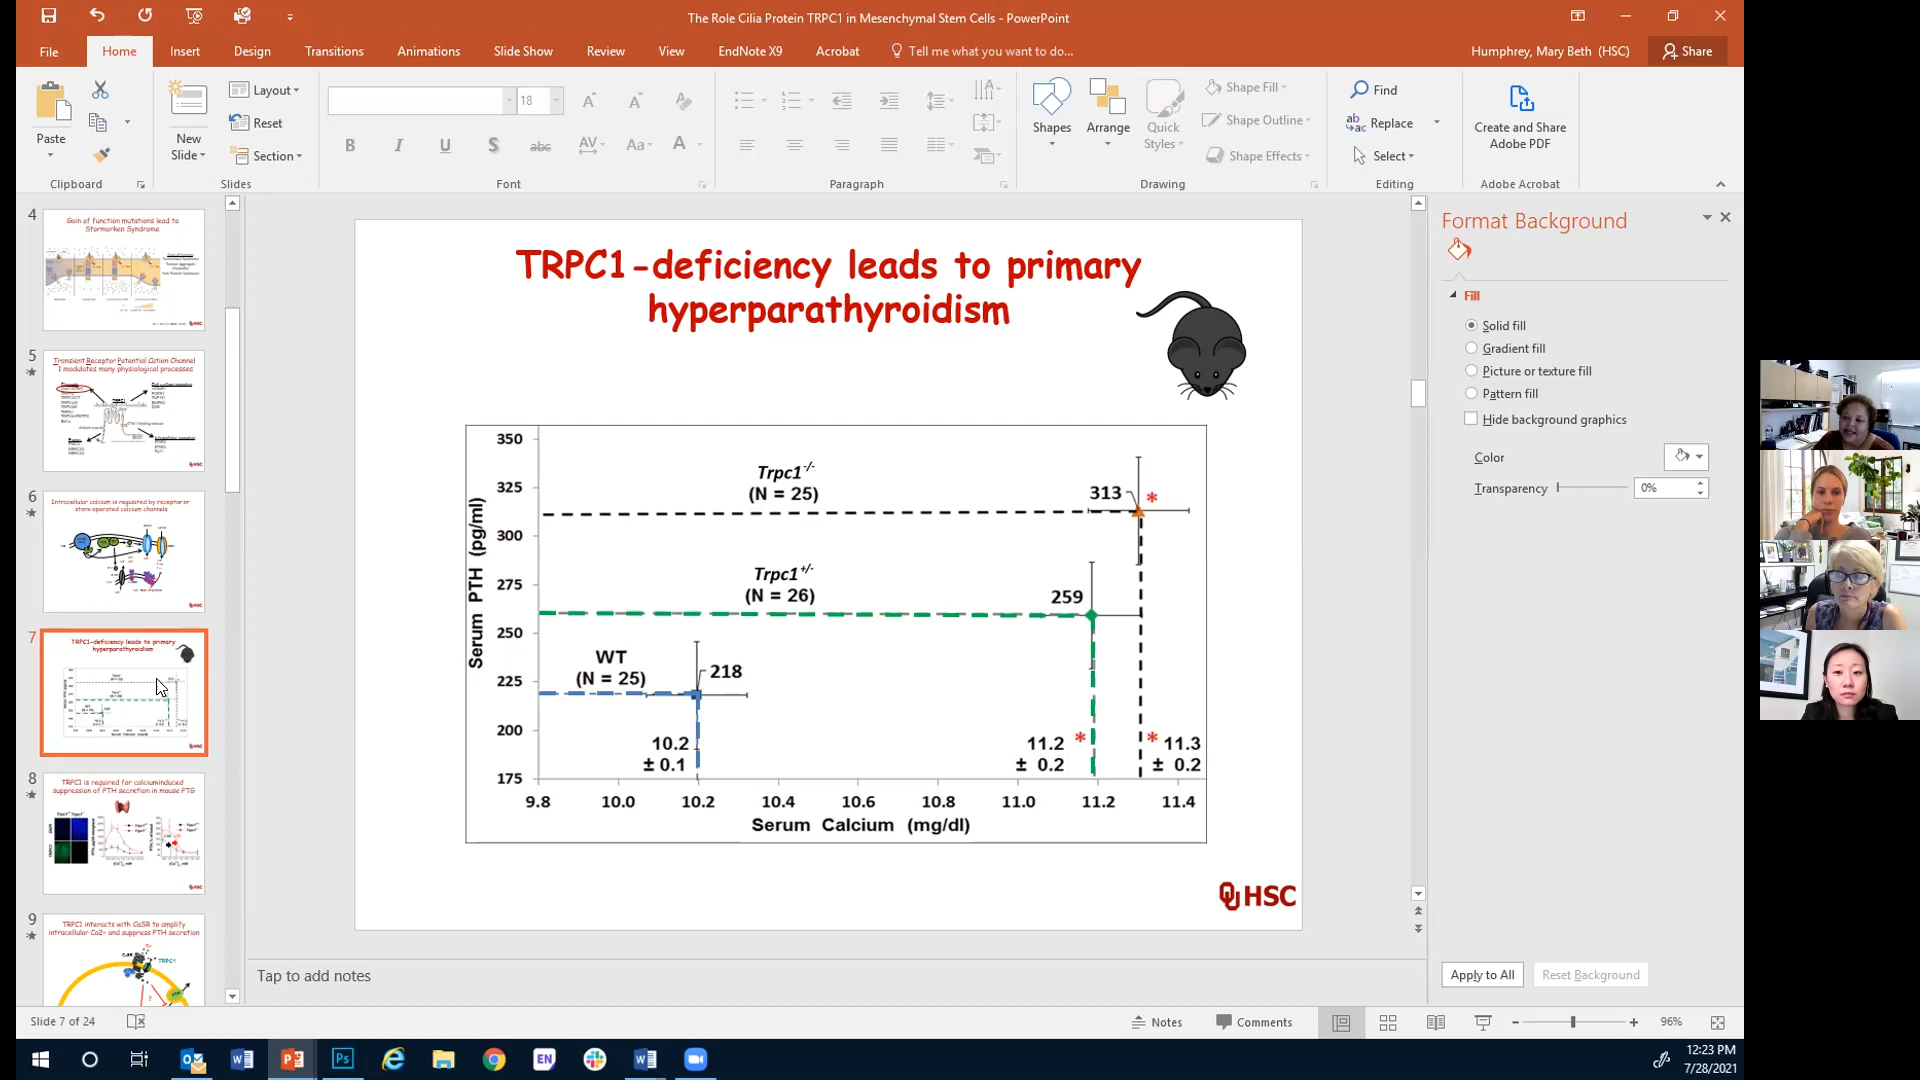 The Role Cilia Protein TRPC1 in Mesenchymal Stem Cells - PowerPoint
File Home Insert Design Transitions Animations Slide Show Review View EndNote X9 Acrobat Tell me what you want to do...
Humphrey, Mary Beth (HSC) Share
Paste
Clipboard
New Slide
Layout
Reset
Section
Slides
18
B I U S abc AV Aa A
Font
Paragraph
Shapes
Arrange
Quick Styles
Shape Fill
Shape Outline
Shape Effects
Drawing
Find
Replace
Select
Editing
Create and Share
Adobe PDF
Adobe Acrobat
4
Gain of function mutations lead to
Stormorken Syndrome
HSC
5
Transient Receptor Potential Cation Channel
1 modulates many physiological processes
HSC
6
Intracellular calcium is regulated by receptor or
store-operated calcium channels
HSC
7
TRPC1-deficiency leads to primary
hyperparathyroidism
HSC
8
TRPC1 is required for calciuminduced
suppression of PTH secretion in mouse PTG
HSC
9
TRPC1 interacts with CaSR to amplify
intracellular Ca2+ and suppress PTH secretion
TRPC1
TRPC1-deficiency leads to primary
hyperparathyroidism
Serum PTH (pg/ml)
350
325
300
275
250
225
200
175
Trpc1-/-
(N = 25)
313 *
Trpc1+/-
(N = 26)
259
WT
(N = 25)
218
10.2
± 0.1
11.2 *
± 0.2
* 11.3
± 0.2
9.8 10.0 10.2 10.4 10.6 10.8 11.0 11.2 11.4
Serum Calcium (mg/dl)
OU HSC
Format Background
Fill
Solid fill
Gradient fill
Picture or texture fill
Pattern fill
Hide background graphics
Color
Transparency 0%
Apply to All Reset Background
Tap to add notes
Slide 7 of 24
Notes Comments 96%
EN
12:23 PM
7/28/2021